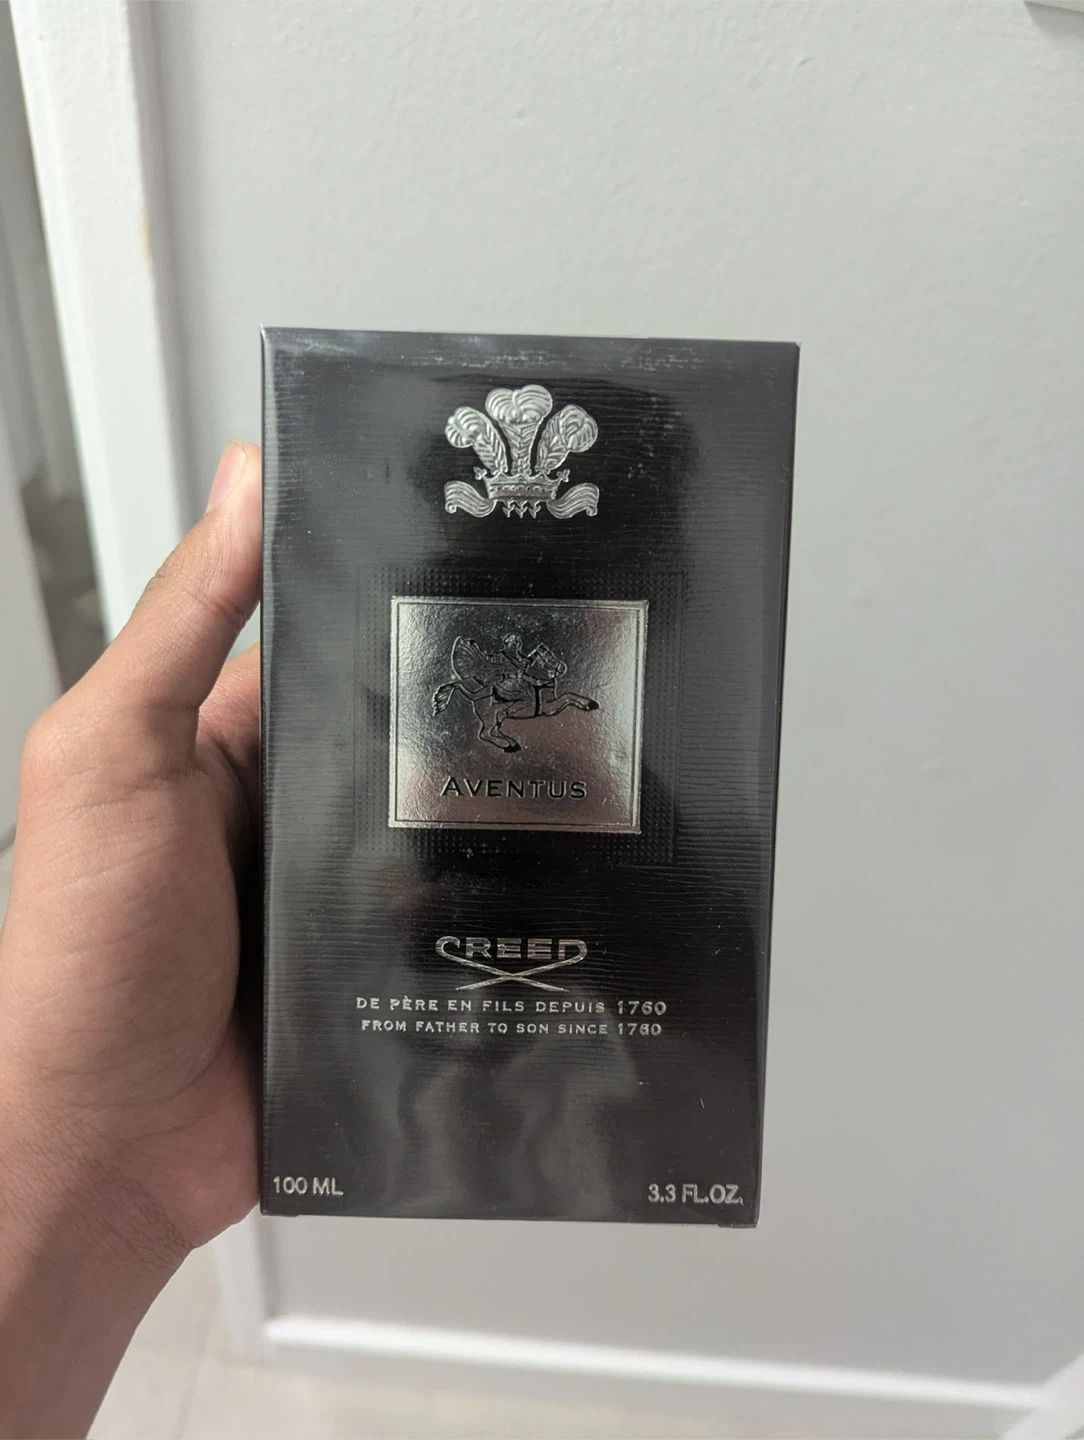 AVENTUS
CREED
DE PÈRE EN FILS DEPUIS 1760
FROM FATHER TO SON SINCE 1760
100 ML
3.3 FL.OZ.